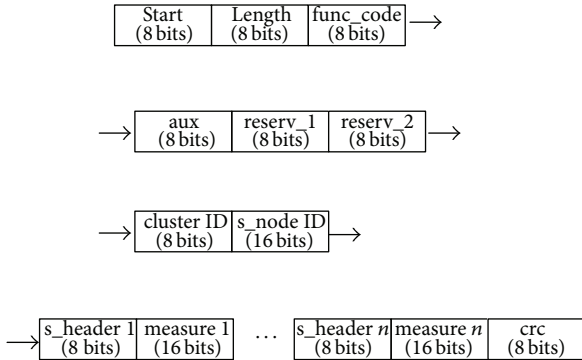 Start Length func_code
(8 bits) (8 bits) (8 bits)
aux reserv_1 reserv_2
(8 bits) (8 bits) (8 bits)
cluster ID s_node ID
(8 bits) (16 bits)
s_header 1 measure 1 ... s_header n measure n crc
(8 bits) (16 bits) (8 bits) (16 bits) (8 bits)